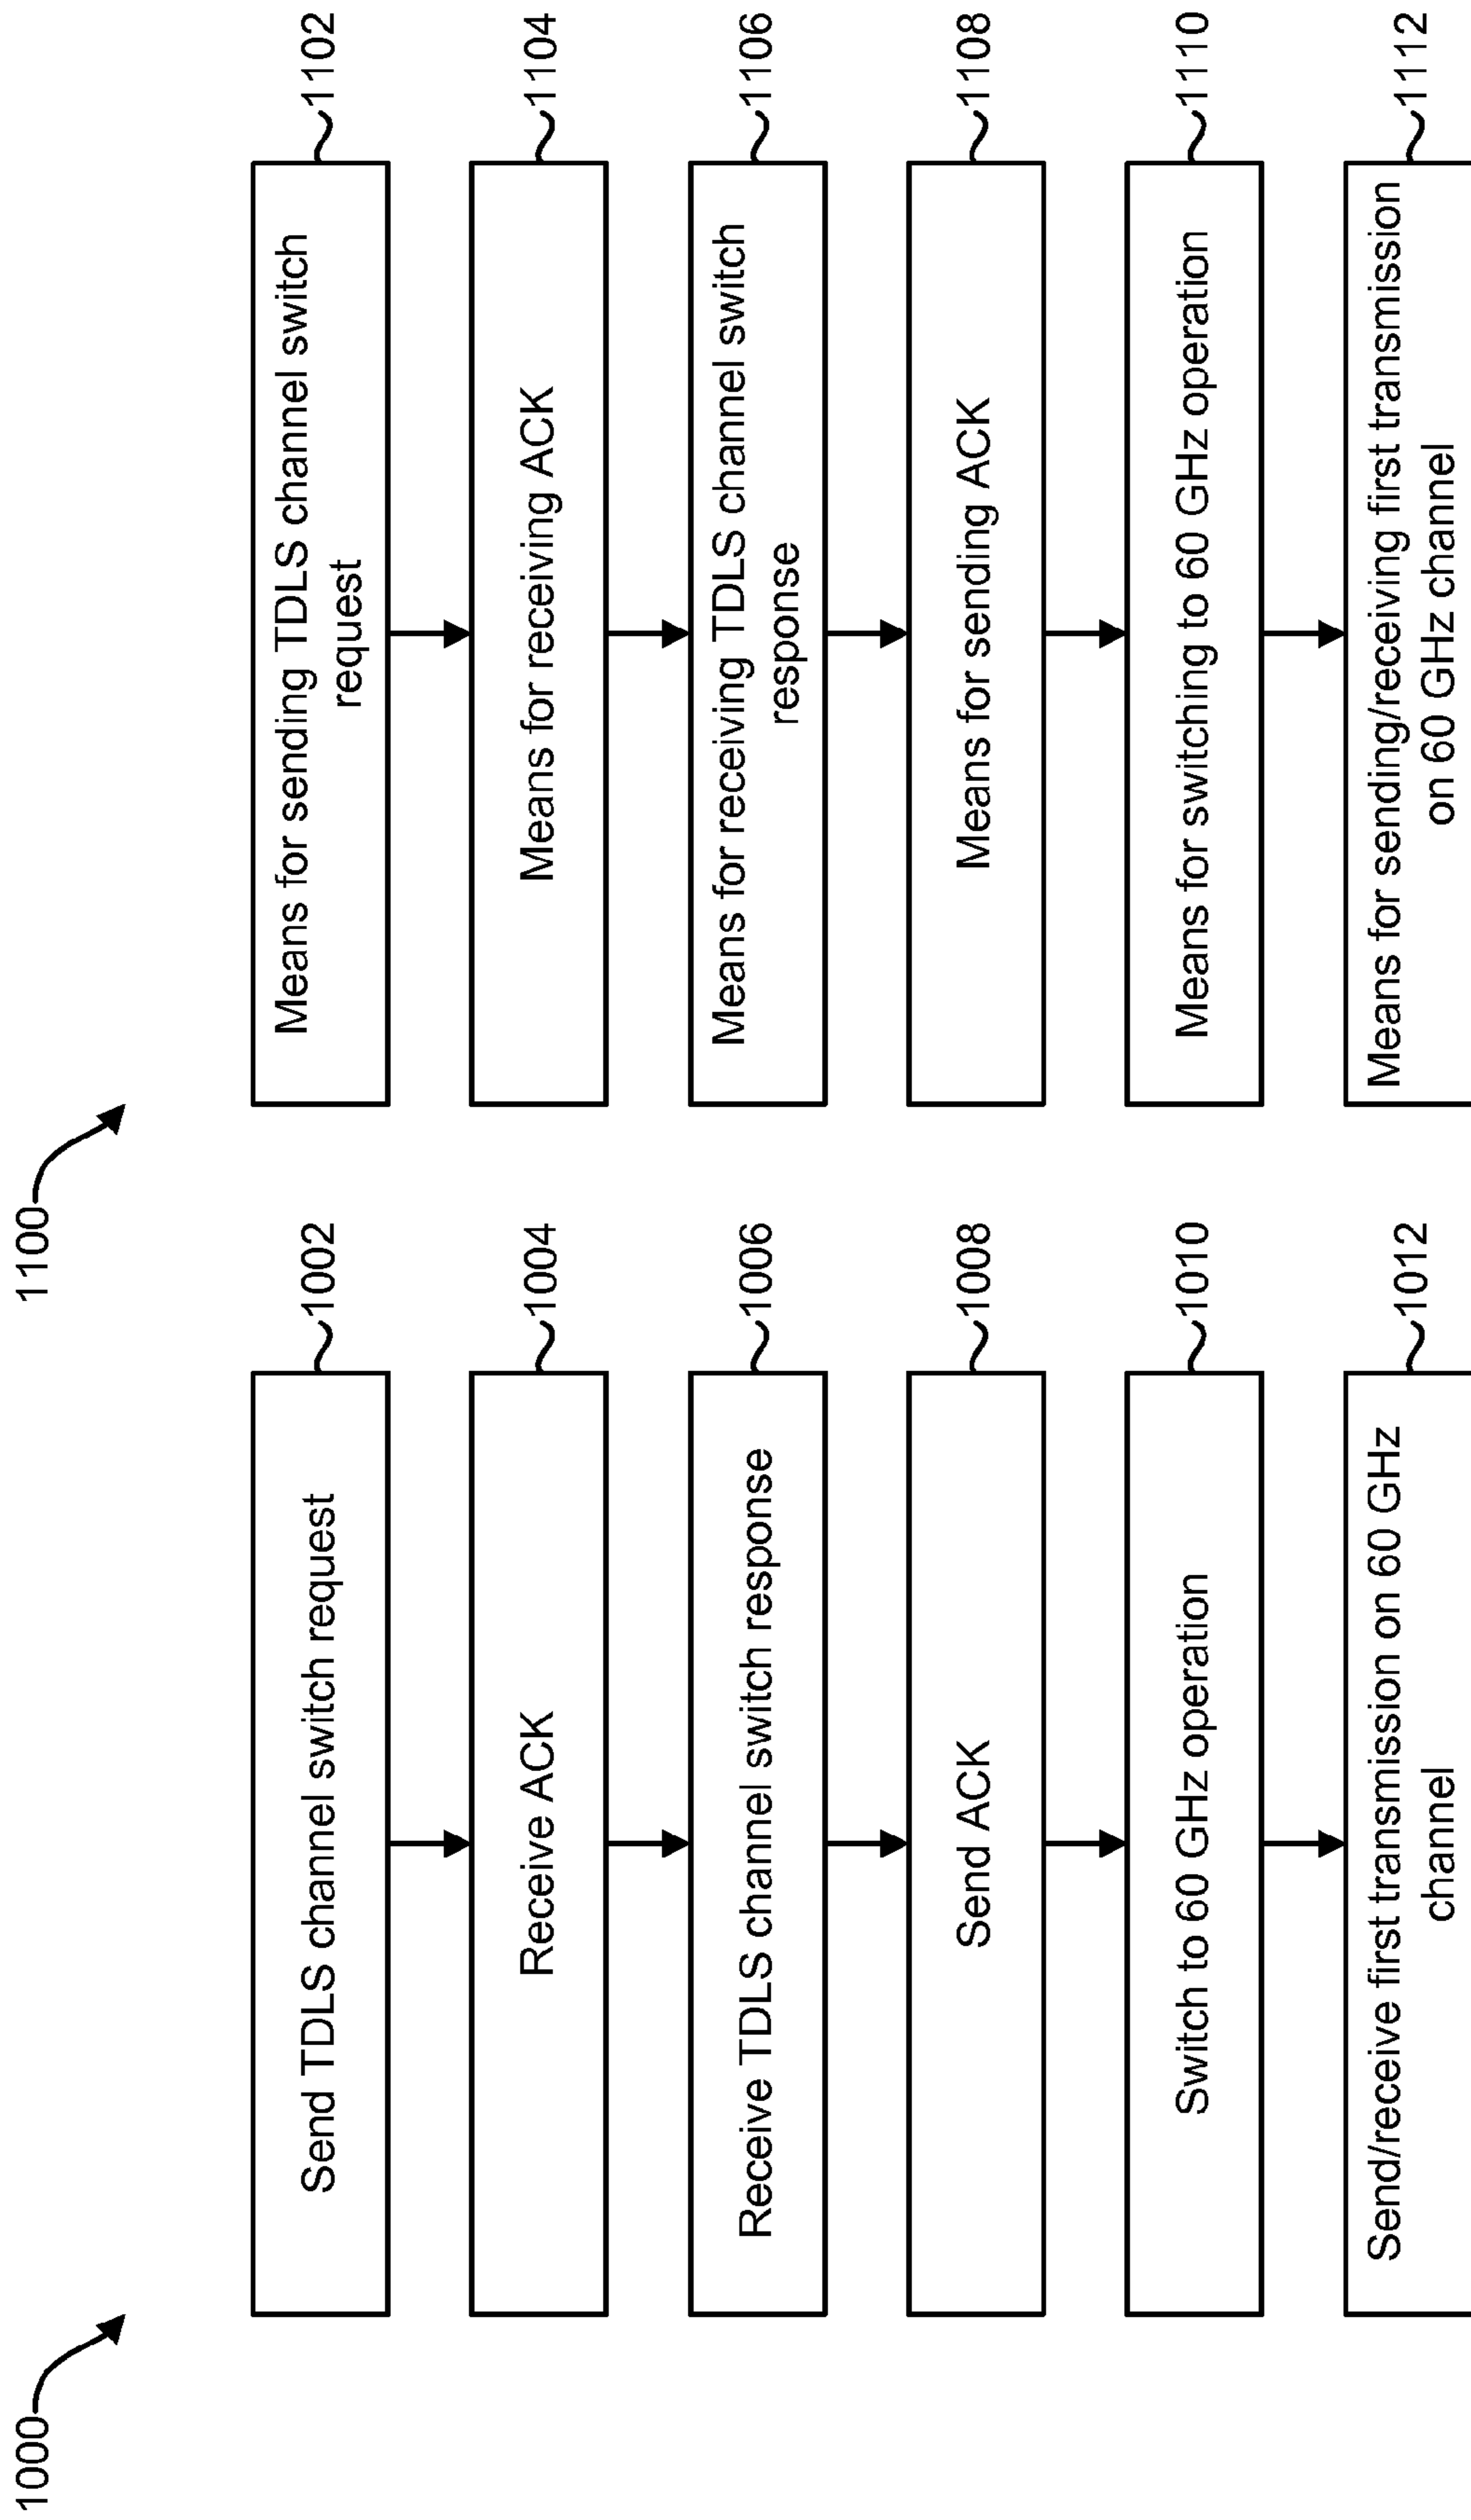 1000
Send TDLS channel switch request
1002
Receive ACK
1004
Receive TDLS channel switch response
1006
Send ACK
1008
Switch to 60 GHz operation
1010
Send/receive first transmission on 60 GHz
channel
1012
1100
Means for sending TDLS channel switch
request
1102
Means for receiving ACK
1104
Means for receiving TDLS channel switch
response
1106
Means for sending ACK
1108
Means for switching to 60 GHz operation
1110
Means for sending/receiving first transmission
on 60 GHz channel
1112